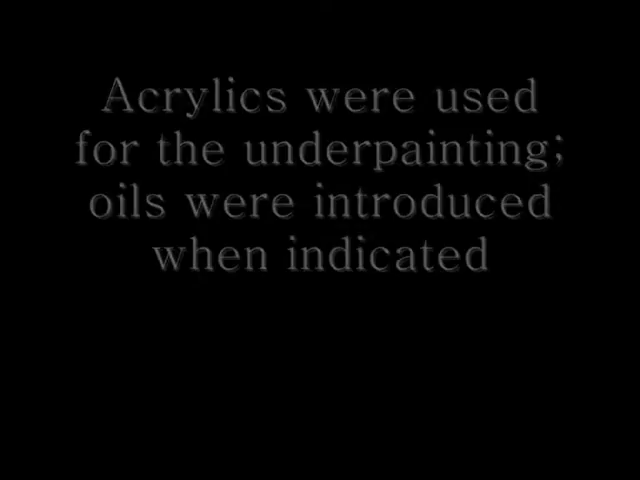 Acrylics were used
for the underpainting;
oils were introduced
when indicated